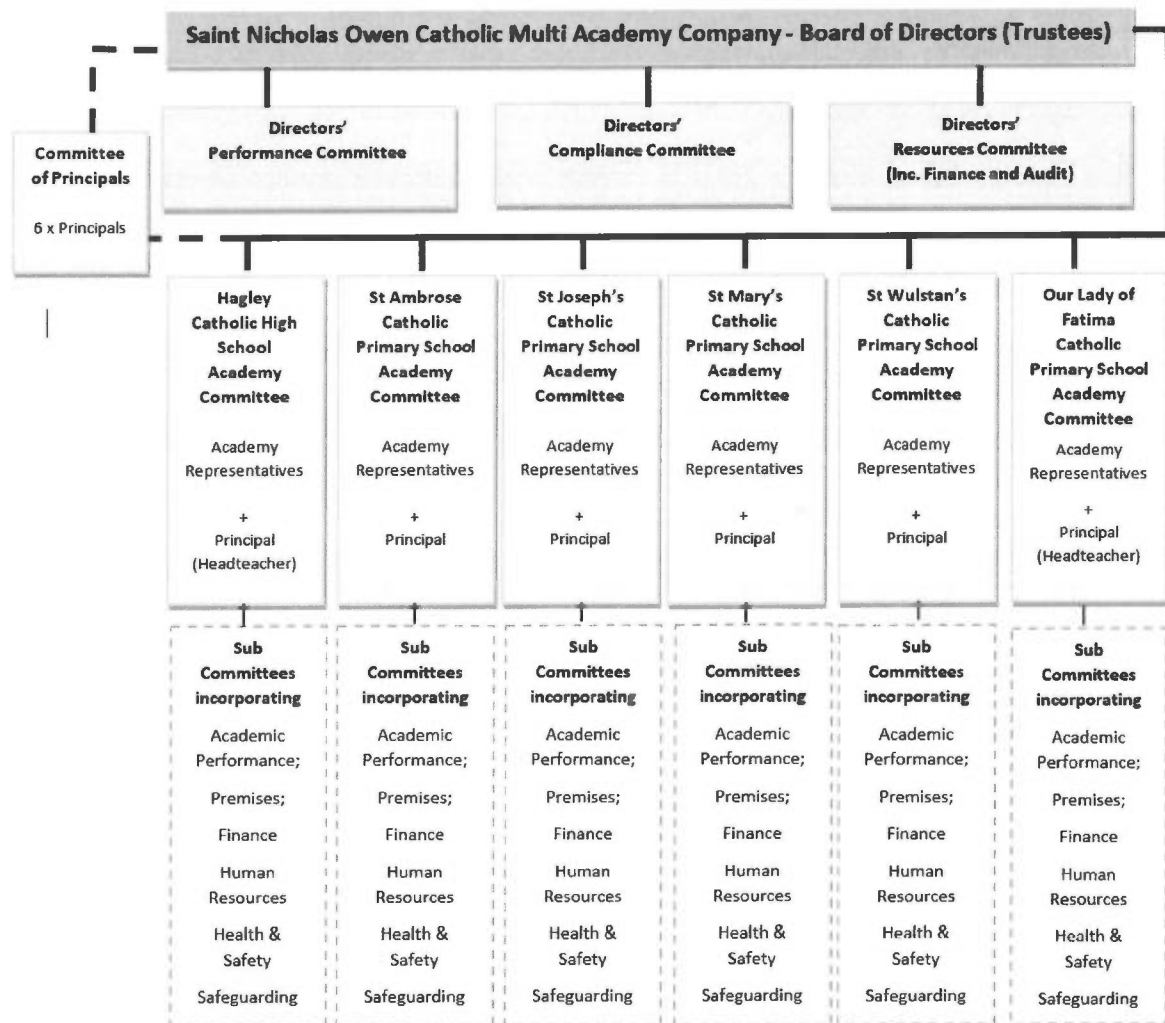 Saint Nicholas Owen Catholic Multi Academy Company - Board of Directors (Trustees)
Committee
of Principals
6 x Principals
Directors'
Performance Committee
Directors'
Compliance Committee
Directors'
Resources Committee
(Inc. Finance and Audit)
Hagley
Catholic High
School
Academy
Committee
Academy
Representatives
+
Principal
(Headteacher)
St Ambrose
Catholic
Primary School
Academy
Committee
Academy
Representatives
+
Principal
St Joseph's
Catholic
Primary School
Academy
Committee
Academy
Representatives
+
Principal
St Mary's
Catholic
Primary School
Academy
Committee
Academy
Representatives
+
Principal
St Wulstan's
Catholic
Primary School
Academy
Committee
Academy
Representatives
+
Principal
Our Lady of
Fatima
Catholic
Primary School
Academy
Committee
Academy
Representatives
+
Principal
(Headteacher)
Sub
Committees
incorporating
Academic
Performance;
Premises;
Finance
Human
Resources
Health &
Safety
Safeguarding
Sub
Committees
incorporating
Academic
Performance;
Premises;
Finance
Human
Resources
Health &
Safety
Safeguarding
Sub
Committees
incorporating
Academic
Performance;
Premises;
Finance
Human
Resources
Health &
Safety
Safeguarding
Sub
Committees
incorporating
Academic
Performance;
Premises;
Finance
Human
Resources
Health &
Safety
Safeguarding
Sub
Committees
incorporating
Academic
Performance;
Premises;
Finance
Human
Resources
Health &
Safety
Safeguarding
Sub
Committees
incorporating
Academic
Performance;
Premises;
Finance
Human
Resources
Health &
Safety
Safeguarding